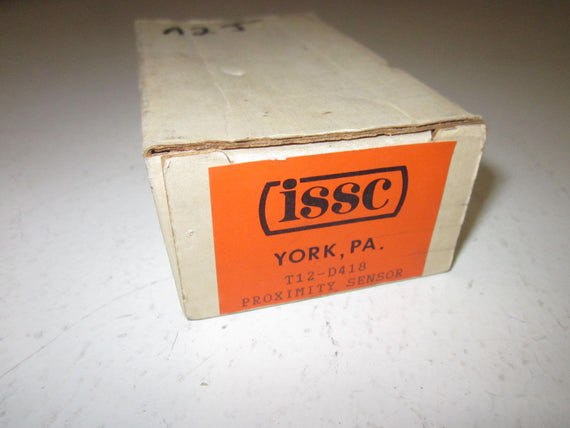 issc
YORK, PA.
T12-D418
PROXIMITY SENSOR